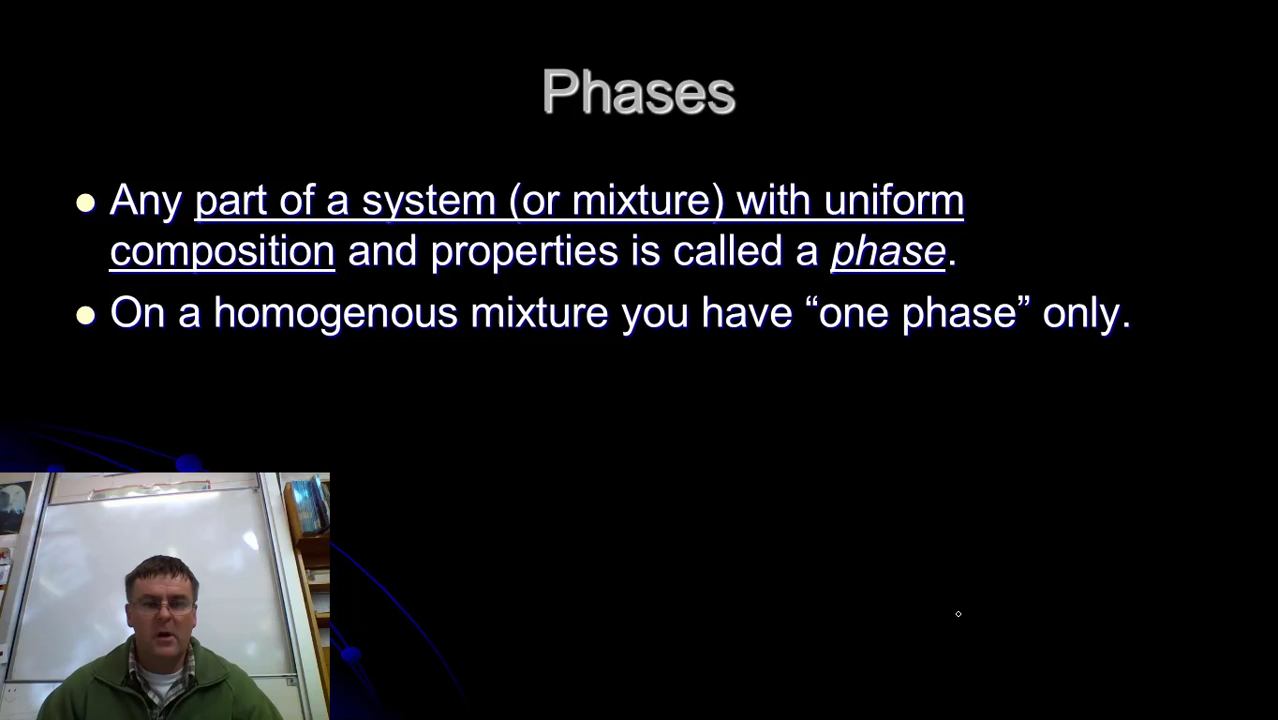 Phases
Any part of a system (or mixture) with uniform
composition and properties is called a phase.
On a homogenous mixture you have “one phase” only.